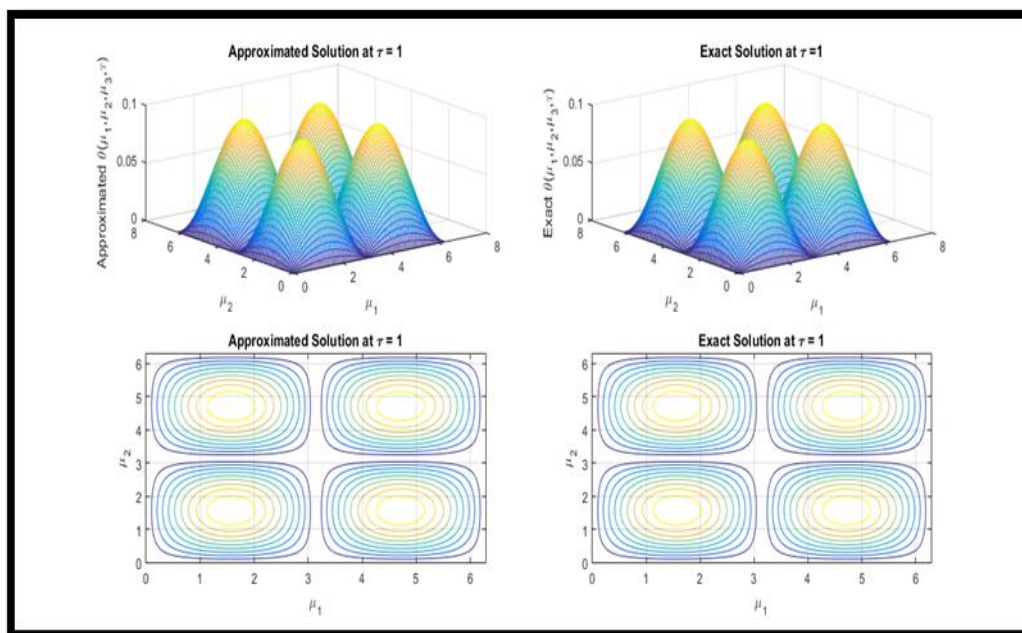 Approximated Solution at τ = 1
Approximated θ(μ₁,μ₂,μ₃,τ)
0.1
0.05
0
8
6
4
2
0
μ₂
0
2
4
6
8
μ₁
Exact Solution at τ =1
Exact θ(μ₁,μ₂,μ₃,τ)
0.1
0.05
0
8
6
4
2
0
μ₂
0
2
4
6
8
μ₁
Approximated Solution at τ = 1
μ₂
6
5
4
3
2
1
0
0 1 2 3 4 5 6
μ₁
Exact Solution at τ = 1
μ₂
6
5
4
3
2
1
0
0 1 2 3 4 5 6
μ₁